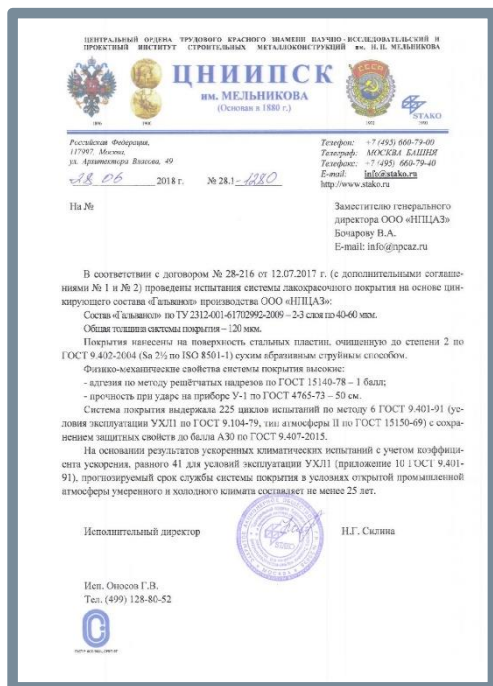 ЦЕНТРАЛЬНЫЙ ОРДЕНА ТРУДОВОГО КРАСНОГО ЗНАМЕНИ НАУЧНО-ИССЛЕДОВАТЕЛЬСКИЙ И
ПРОЕКТНЫЙ ИНСТИТУТ СТРОИТЕЛЬНЫХ МЕТАЛЛОКОНСТРУКЦИЙ им. Н. П. МЕЛЬНИКОВА
ЦНИИПСК
им. МЕЛЬНИКОВА
(Основан в 1880 г.)
СССР
STAKO
Российская Федерация,
117997, Москва,
ул. Архитектора Власова, 49
28.06 2018 г. № 28.1-1280
Телефон: +7 (495) 660-79-00
Телеграф: МОСКВА БАШНЯ
Телефакс: +7 (495) 660-79-40
E-mail: info@stako.ru
http://www.stako.ru
На №
Заместителю генерального
директора ООО «НПЦАЗ»
Бочарову В.А.
E-mail: info@npcaz.ru
В соответствии с договором № 28-216 от 12.07.2017 г. (с дополнительными соглаше-
ниями № 1 и № 2) проведены испытания системы лакокрасочного покрытия на основе цин-
кирующего состава «Гальванол» производства ООО «НПЦАЗ»:
Состав «Гальванол» по ТУ 2312-001-61702992-2009 – 2-3 слоя по 40-60 мкм.
Общая толщина системы покрытия – 120 мкм.
Покрытия нанесены на поверхность стальных пластин, очищенную до степени 2 по
ГОСТ 9.402-2004 (Sa 2½ по ISO 8501-1) сухим абразивным струйным способом.
Физико-механические свойства системы покрытия высокие:
- адгезия по методу решётчатых надрезов по ГОСТ 15140-78 – 1 балл;
- прочность при ударе на приборе У-1 по ГОСТ 4765-73 – 50 см.
Система покрытия выдержала 225 циклов испытаний по методу 6 ГОСТ 9.401-91 (ус-
ловия эксплуатации УХЛ1 по ГОСТ 9.104-79, тип атмосферы II по ГОСТ 15150-69) с сохра-
нением защитных свойств до балла А30 по ГОСТ 9.407-2015.
На основании результатов ускоренных климатических испытаний с учетом коэффици-
ента ускорения, равного 41 для условий эксплуатации УХЛ1 (приложение 10 ГОСТ 9.401-
91), прогнозируемый срок службы системы покрытия в условиях открытой промышленной
атмосферы умеренного и холодного климата составляет не менее 25 лет.
Исполнительный директор Н.Г. Силина
Исп. Оносов Г.В.
Тел. (499) 128-80-52